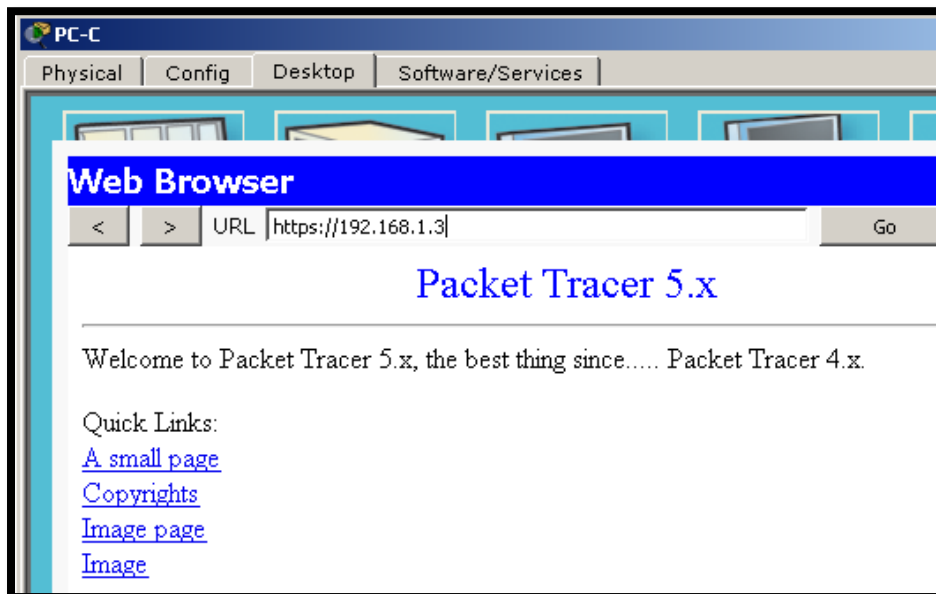 PC-C
Physical Config Desktop Software/Services
Web Browser
< > URL https://192.168.1.3 Go
Packet Tracer 5.x
Welcome to Packet Tracer 5.x, the best thing since..... Packet Tracer 4.x.
Quick Links:
A small page
Copyrights
Image page
Image